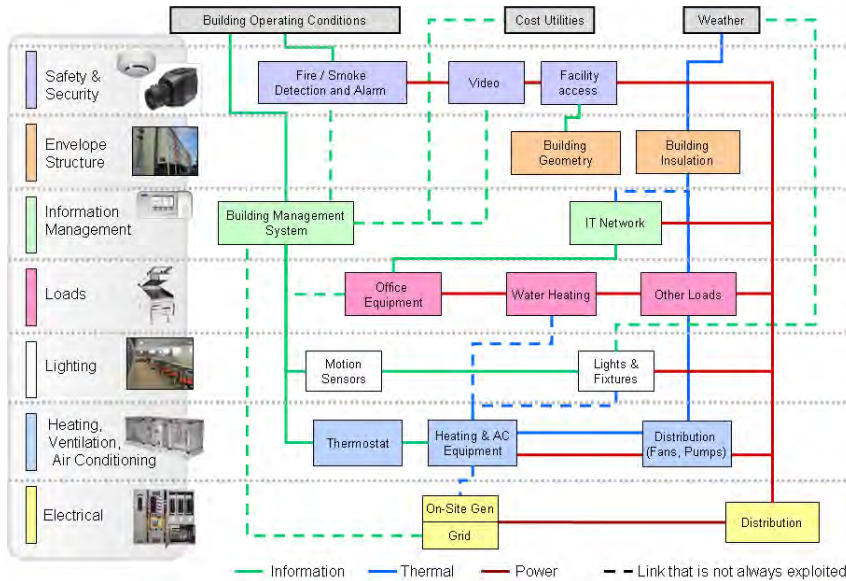 Building Operating Conditions
Cost Utilities
Weather
Safety &
Security
Fire / Smoke
Detection and Alarm
Video
Facility
access
Envelope
Structure
Building
Geometry
Building
Insulation
Information
Management
Building Management
System
IT Network
Loads
Office
Equipment
Water Heating
Other Loads
Lighting
Motion
Sensors
Lights &
Fixtures
Heating,
Ventilation,
Air Conditioning
Thermostat
Heating & AC
Equipment
Distribution
(Fans, Pumps)
Electrical
On-Site Gen
Grid
Distribution
Information
Thermal
Power
Link that is not always exploited